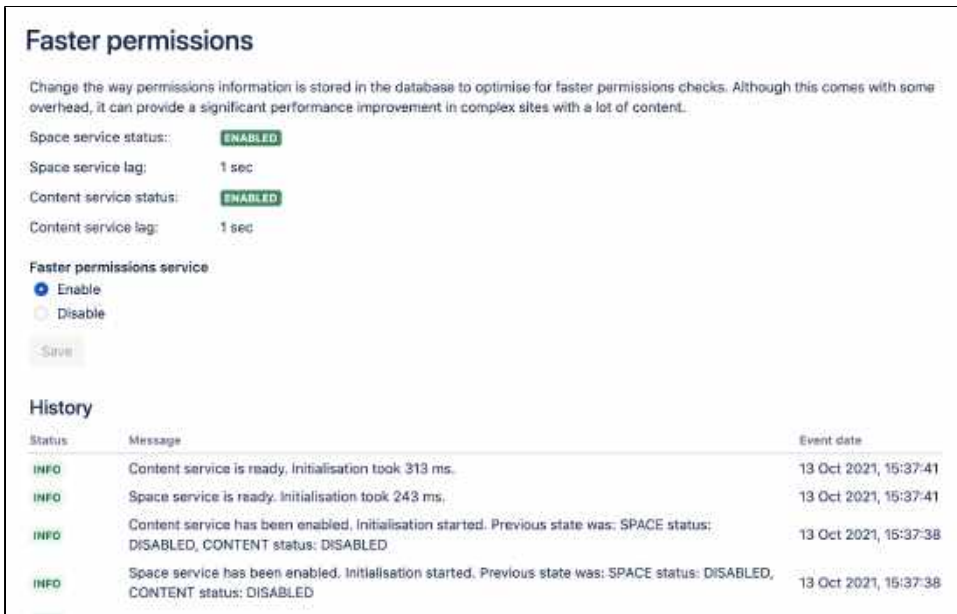 Faster permissions
Change the way permissions information is stored in the database to optimise for faster permissions checks. Although this comes with some
overhead, it can provide a significant performance improvement in complex sites with a lot of content.
Space service status: ENABLED
Space service lag: 1 sec
Content service status: ENABLED
Content service lag: 1 sec
Faster permissions service
Enable
Disable
Save
History
Status Message Event date
INFO Content service is ready. Initialisation took 313 ms. 13 Oct 2021, 15:37:41
INFO Space service is ready. Initialisation took 243 ms. 13 Oct 2021, 15:37:41
INFO Content service has been enabled. Initialisation started. Previous state was: SPACE status: 13 Oct 2021, 15:37:38
DISABLED, CONTENT status: DISABLED
INFO Space service has been enabled. Initialisation started. Previous state was: SPACE status: DISABLED, 13 Oct 2021, 15:37:38
CONTENT status: DISABLED